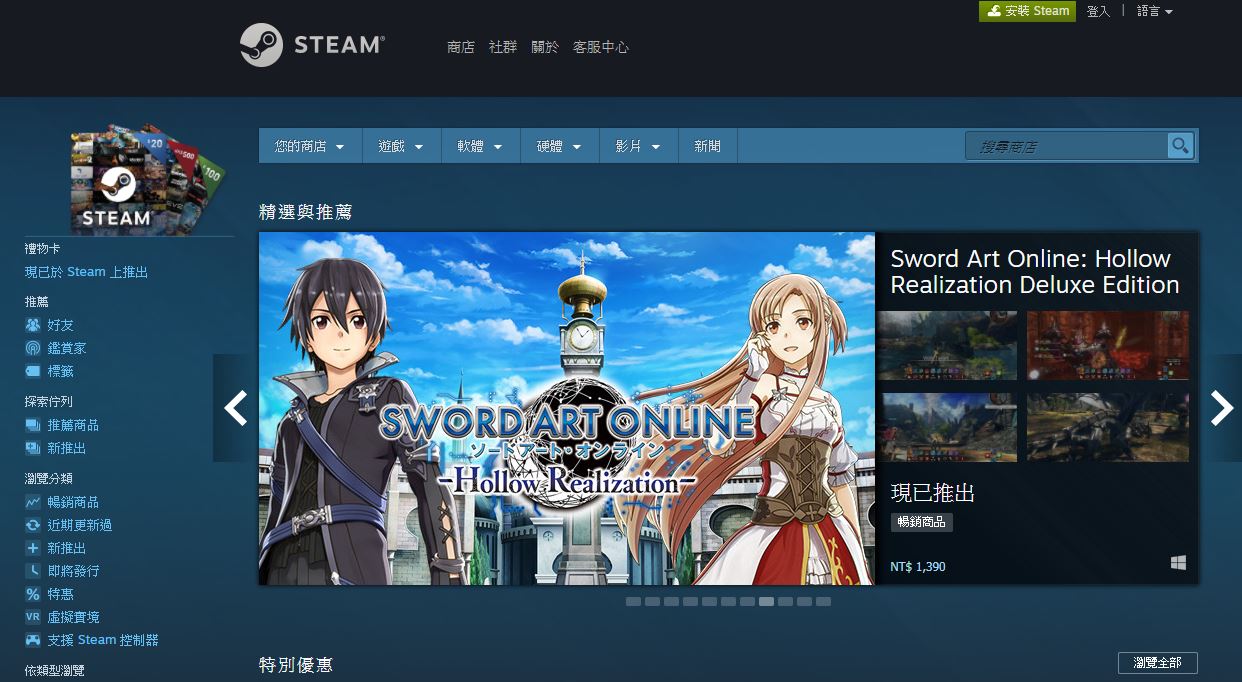 安裝 Steam
登入
語言
STEAM®
商店 社群 關於 客服中心
$20
$100
STEAM
您的商店 遊戲 軟體 硬體 影片 新聞
搜尋商店
禮物卡
現已於 Steam 上推出
推薦
好友
鑑賞家
標籤
探索佇列
推薦商品
新推出
瀏覽分類
暢銷商品
近期更新過
新推出
即將發行
%
特惠
VR
虛擬實境
支援 Steam 控制器
依類型瀏覽
精選與推薦
SWORD ART ONLINE
ソードアート・オンライン
-Hollow Realization-
Sword Art Online: Hollow
Realization Deluxe Edition
現已推出
暢銷商品
NT$ 1,390
特別優惠
瀏覽全部